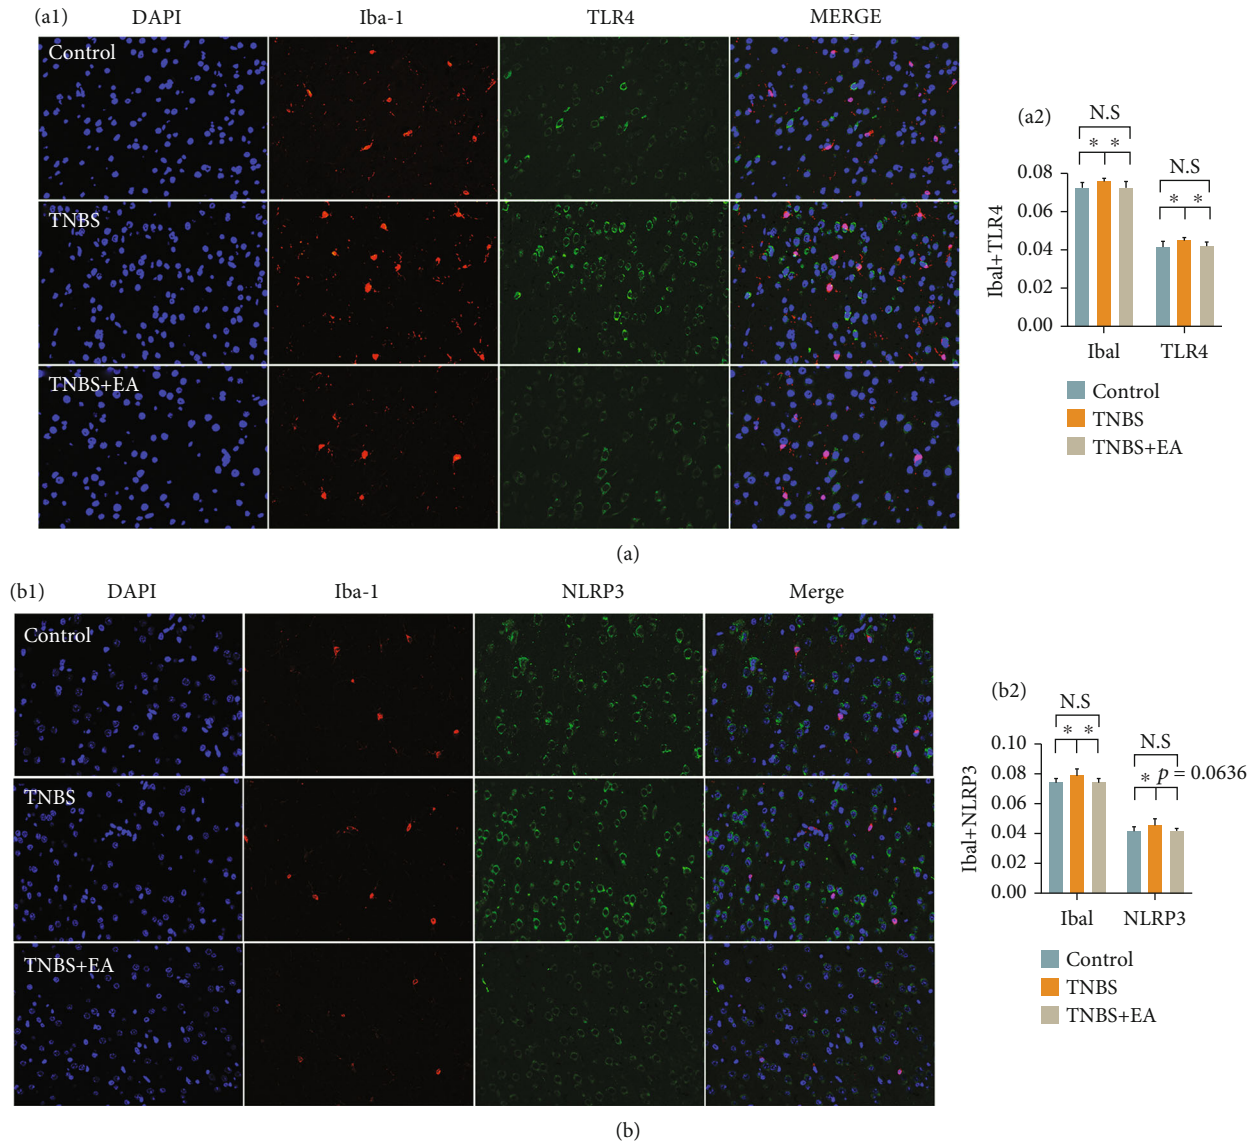 (a1) DAPI Iba-1 TLR4 MERGE
Control
TNBS
TNBS+EA
(a2)
N.S
* *
N.S
* *
0.08
0.06
0.04
0.02
0.00
Ibal+TLR4
Ibal TLR4
Control
TNBS
TNBS+EA
(a)
(b1) DAPI Iba-1 NLRP3 Merge
Control
TNBS
TNBS+EA
(b2)
N.S
* *
N.S
* p = 0.0636
0.10
0.08
0.06
0.04
0.02
0.00
Ibal+NLRP3
Ibal NLRP3
Control
TNBS
TNBS+EA
(b)